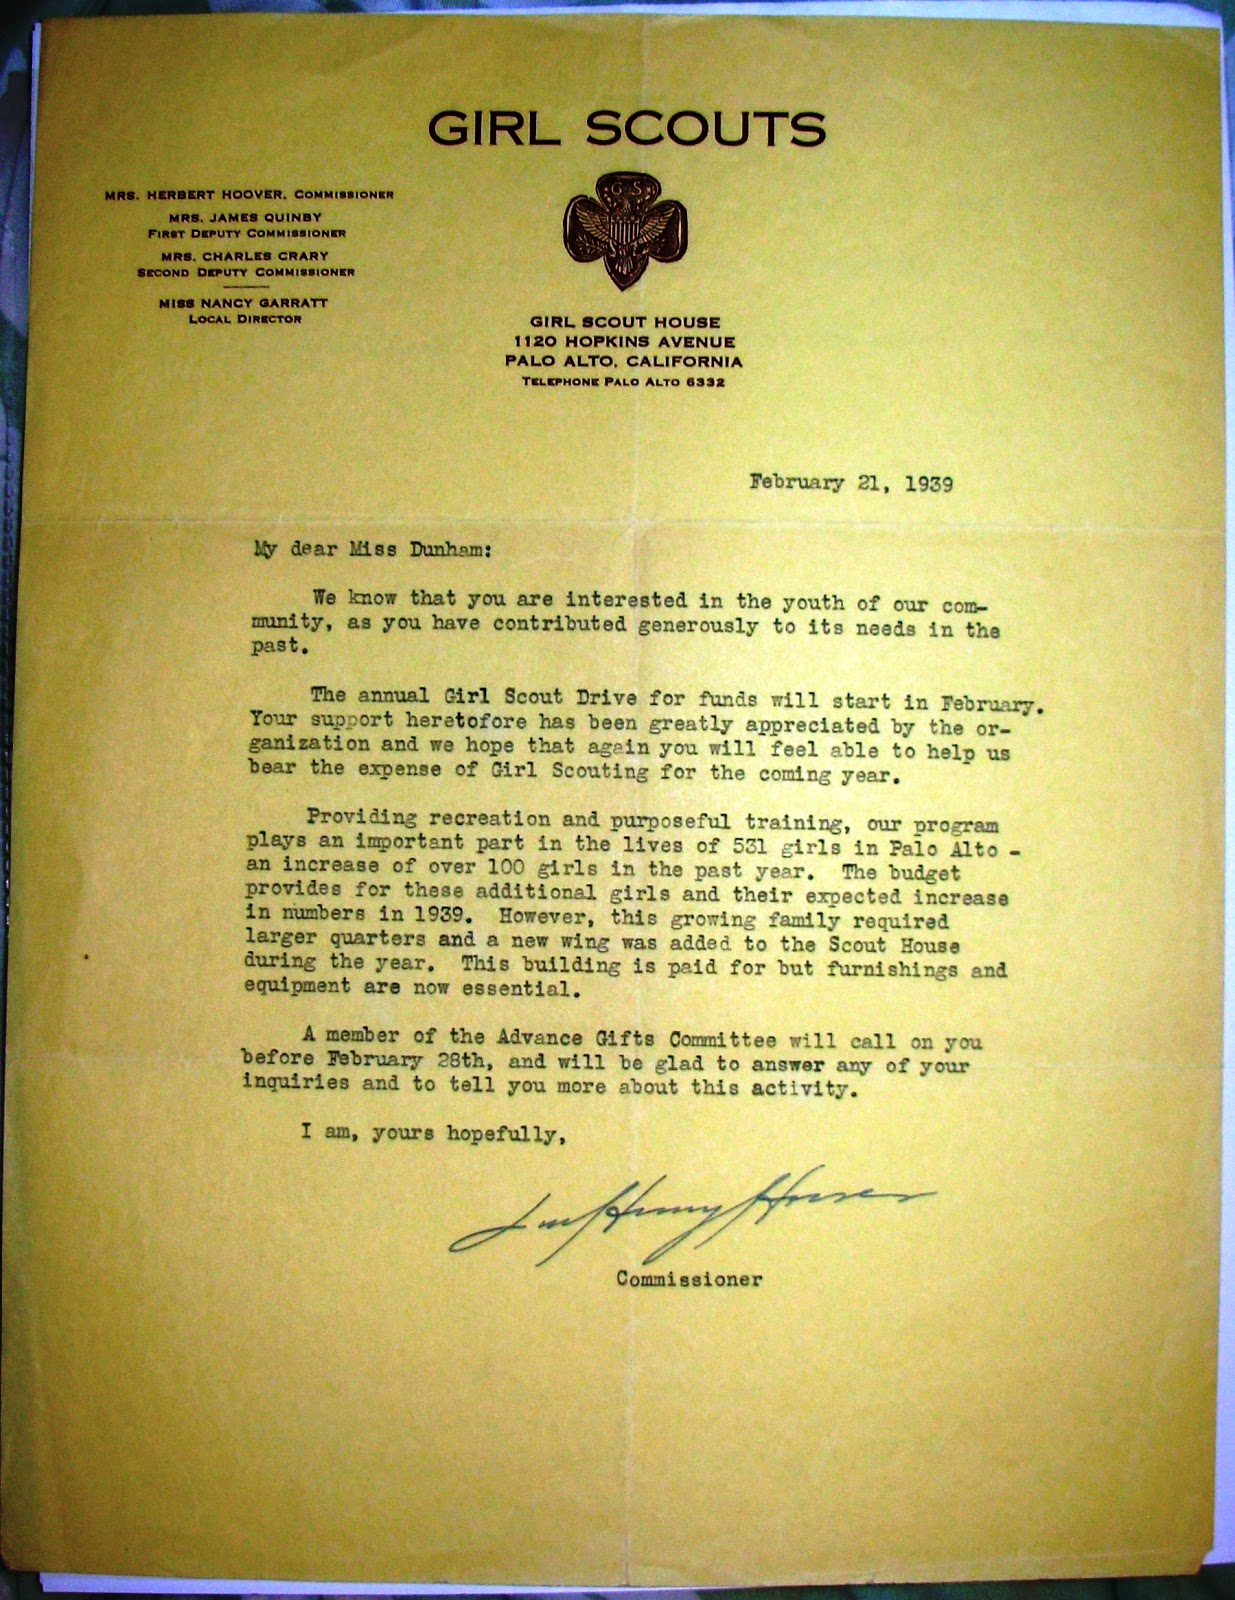 GIRL SCOUTS
MRS. HERBERT HOOVER, COMMISSIONER
MRS. JAMES QUINBY
FIRST DEPUTY COMMISSIONER
MRS. CHARLES CRARY
SECOND DEPUTY COMMISSIONER
MISS NANCY GARRATT
LOCAL DIRECTOR
G S
GIRL SCOUT HOUSE
1120 HOPKINS AVENUE
PALO ALTO, CALIFORNIA
TELEPHONE PALO ALTO 6332
February 21, 1939
My dear Miss Dunham:
We know that you are interested in the youth of our com-
munity, as you have contributed generously to its needs in the
past.
The annual Girl Scout Drive for funds will start in February.
Your support heretofore has been greatly appreciated by the or-
ganization and we hope that again you will feel able to help us
bear the expense of Girl Scouting for the coming year.
Providing recreation and purposeful training, our program
plays an important part in the lives of 531 girls in Palo Alto -
an increase of over 100 girls in the past year. The budget
provides for these additional girls and their expected increase
in numbers in 1939. However, this growing family required
larger quarters and a new wing was added to the Scout House
during the year. This building is paid for but furnishings and
equipment are now essential.
A member of the Advance Gifts Committee will call on you
before February 28th, and will be glad to answer any of your
inquiries and to tell you more about this activity.
I am, yours hopefully,
Lou Henry Hoover
Commissioner